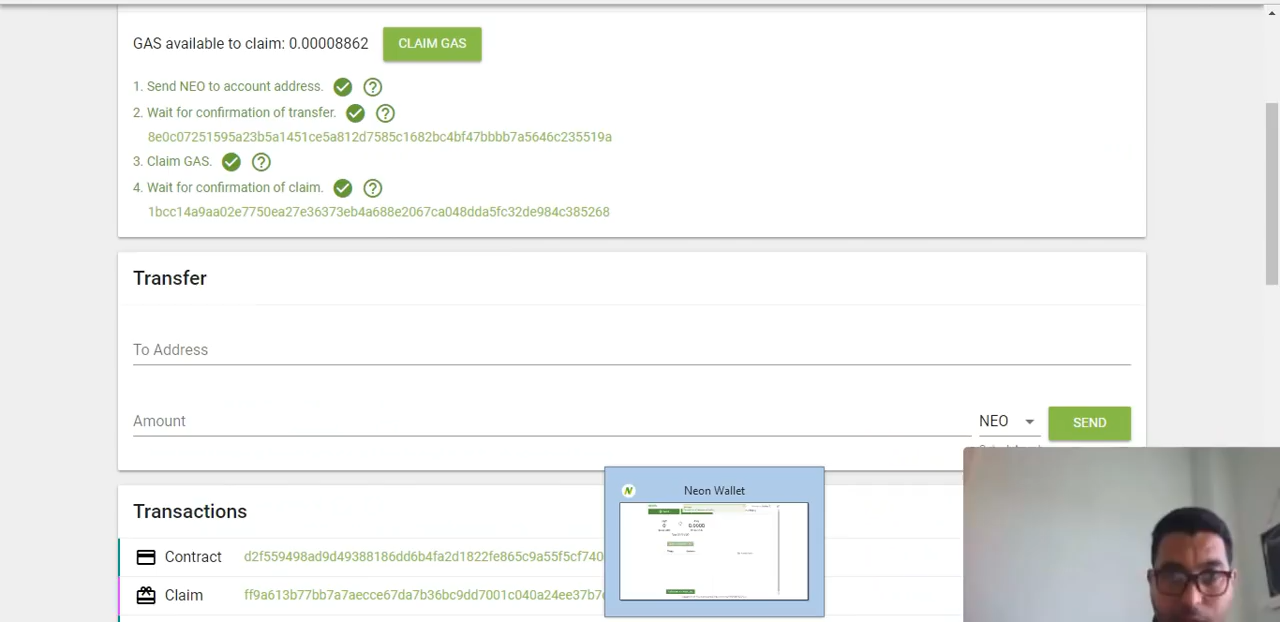 GAS available to claim: 0.00008862 CLAIM GAS
1. Send NEO to account address.
2. Wait for confirmation of transfer.
8e0c07251595a23b5a1451ce5a812d7585c1682bc4bf47bbbb7a5646c235519a
3. Claim GAS.
4. Wait for confirmation of claim.
1bcc14a9aa02e7750ea27e36373eb4a688e2067ca048dda5fc32de984c385268
Transfer
To Address
Amount NEO SEND
N Neon Wallet
Transactions
Contract d2f559498ad9d49388186dd6b4fa2d1822fe865c9a55f5cf740
Claim ff9a613b77bb7a7aecce67da7b36bc9dd7001c040a24ee37b7